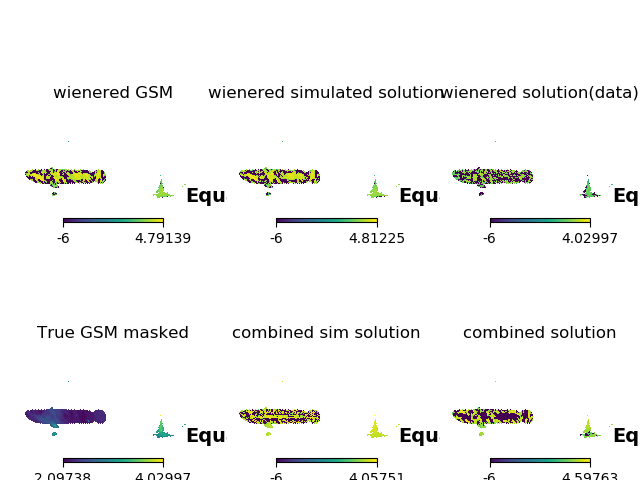 wienered GSM
wienered simulated solution
wienered solution(data)
Equ
Equ
Eq
-6 4.79139
-6 4.81225
-6 4.02997
True GSM masked
combined sim solution
combined solution
Equ
Equ
Eq
2.09738 4.02997
-6 4.05751
-6 4.59763